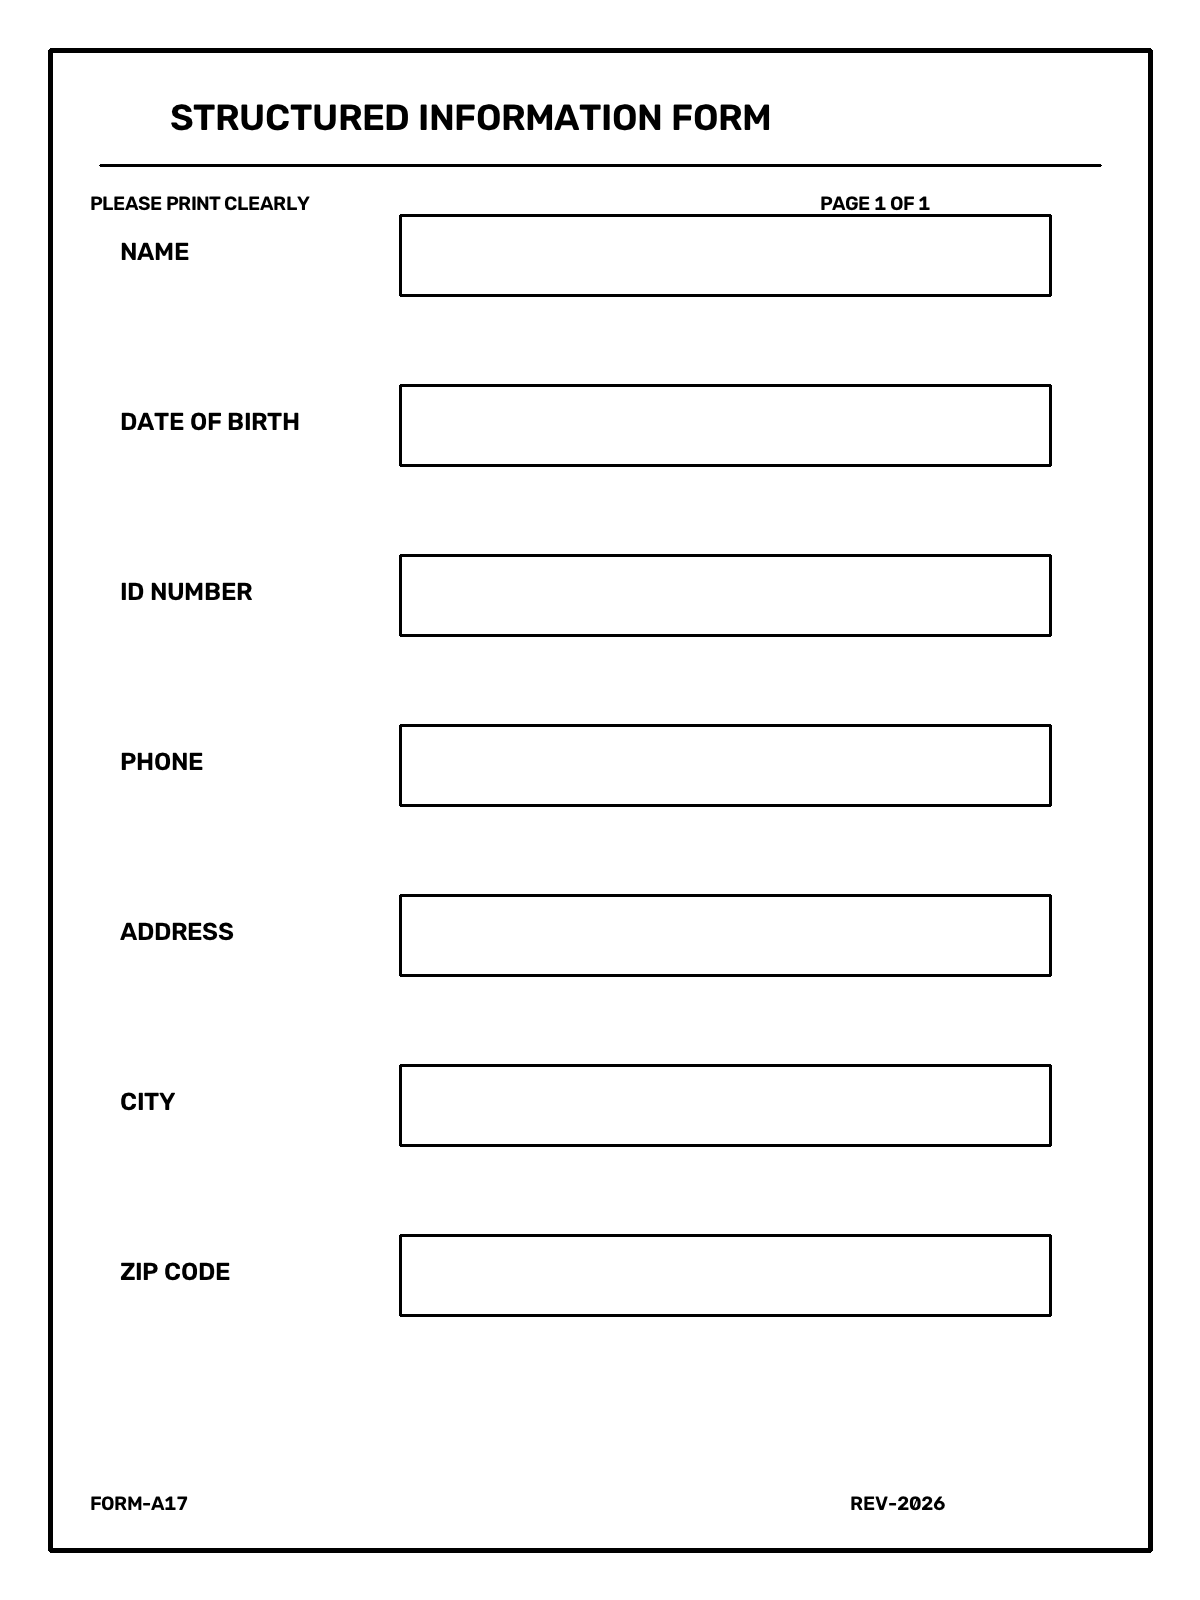 STRUCTURED INFORMATION FORM
PLEASE PRINT CLEARLY PAGE 1 OF 1
NAME
DATE OF BIRTH
ID NUMBER
PHONE
ADDRESS
CITY
ZIP CODE
FORM-A17 REV-2026